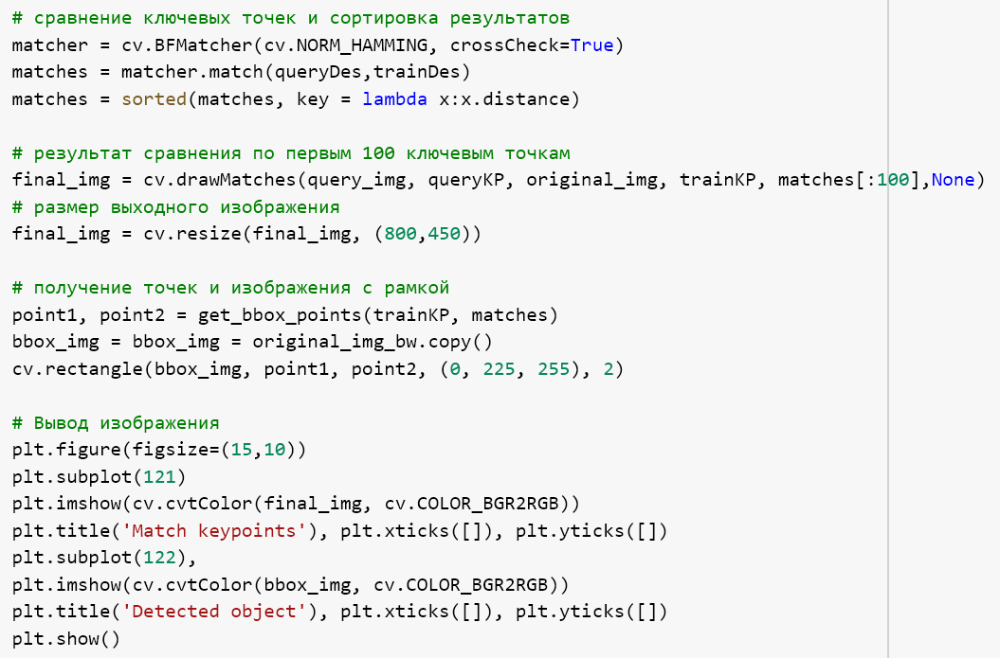 # сравнение ключевых точек и сортировка результатов
matcher = cv.BFMatcher(cv.NORM_HAMMING, crossCheck=True)
matches = matcher.match(queryDes,trainDes)
matches = sorted(matches, key = lambda x:x.distance)
# результат сравнения по первым 100 ключевым точкам
final_img = cv.drawMatches(query_img, queryKP, original_img, trainKP, matches[:100],None)
# размер выходного изображения
final_img = cv.resize(final_img, (800,450))
# получение точек и изображения с рамкой
point1, point2 = get_bbox_points(trainKP, matches)
bbox_img = bbox_img = original_img_bw.copy()
cv.rectangle(bbox_img, point1, point2, (0, 225, 255), 2)
# Вывод изображения
plt.figure(figsize=(15,10))
plt.subplot(121)
plt.imshow(cv.cvtColor(final_img, cv.COLOR_BGR2RGB))
plt.title('Match keypoints'), plt.xticks([]), plt.yticks([])
plt.subplot(122),
plt.imshow(cv.cvtColor(bbox_img, cv.COLOR_BGR2RGB))
plt.title('Detected object'), plt.xticks([]), plt.yticks([])
plt.show()